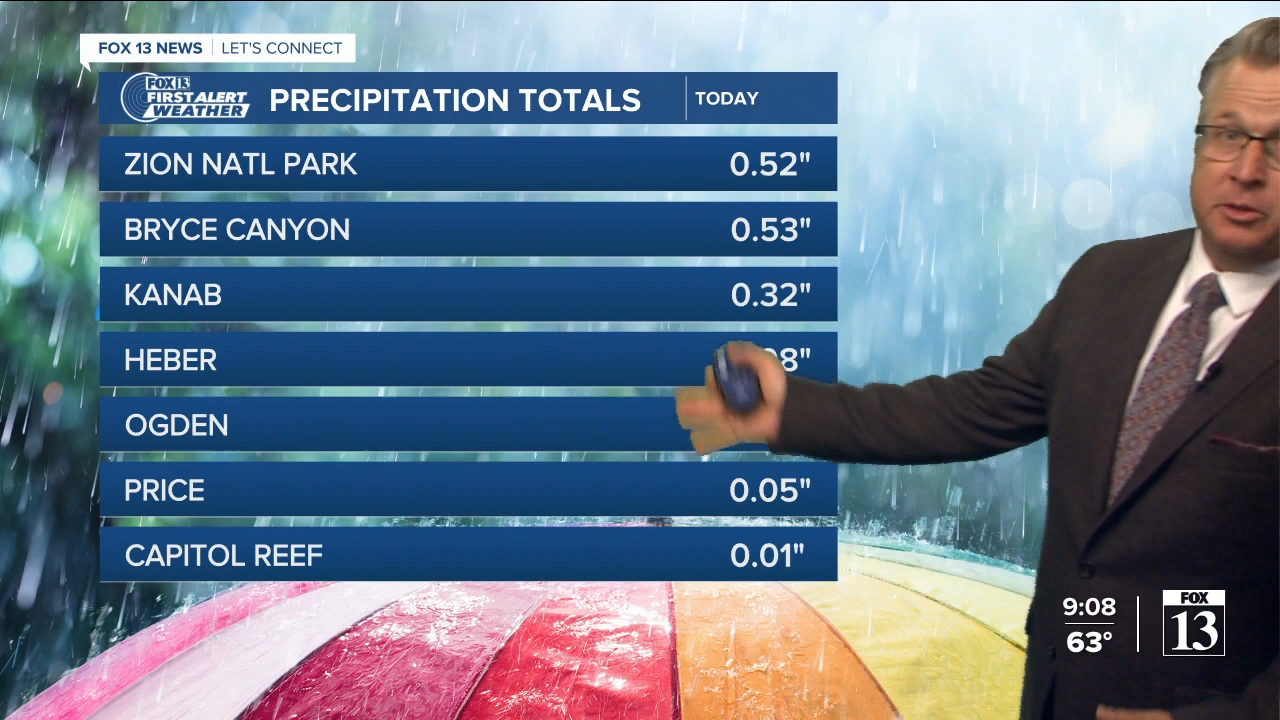 FOX 13 NEWS | LET'S CONNECT
FOX 13
FIRST ALERT
WEATHER
PRECIPITATION TOTALS
TODAY
ZION NATL PARK 0.52"
BRYCE CANYON 0.53"
KANAB 0.32"
HEBER
OGDEN
PRICE 0.05"
CAPITOL REEF 0.01"
9:08
63°
FOX
13